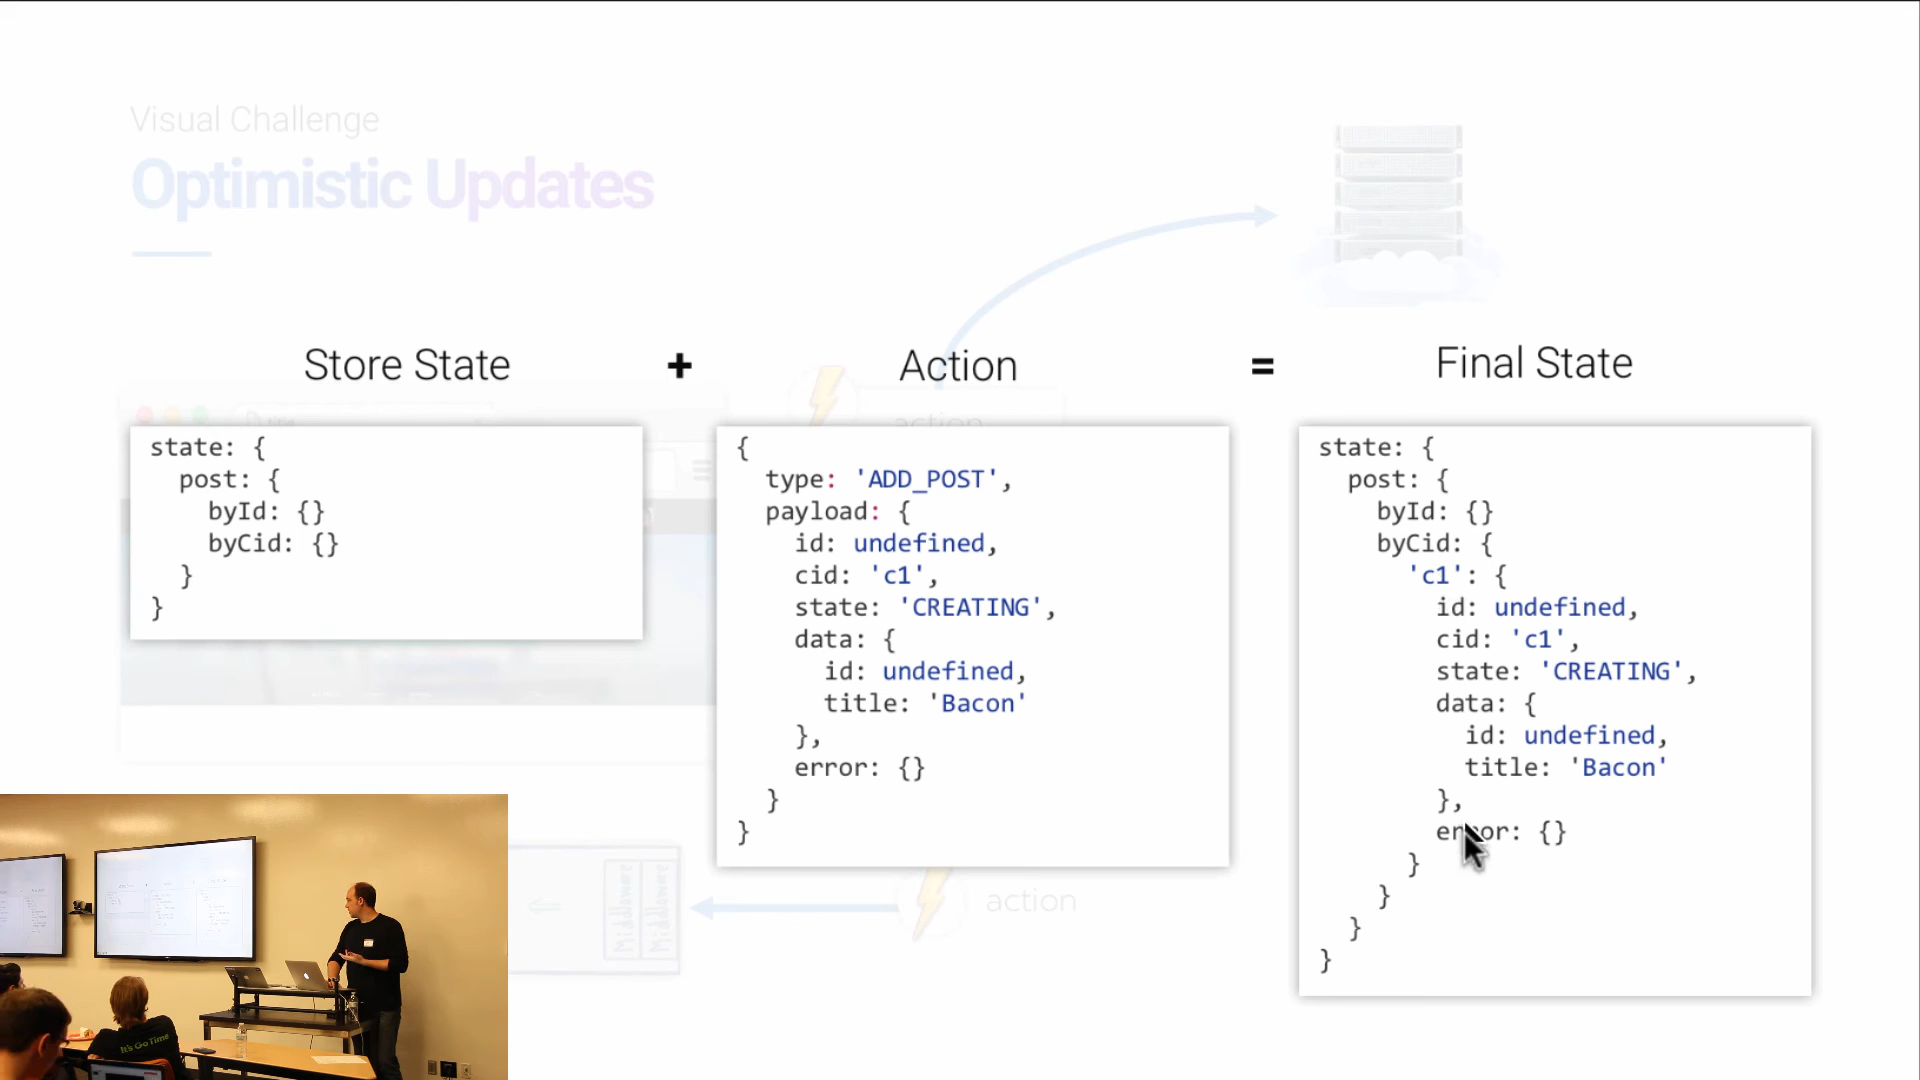 Visual Challenge
Optimistic Updates
Store State + Action = Final State
state: {
  post: {
    byId: {}
    byCid: {}
  }
}
{
  type: 'ADD_POST',
  payload: {
    id: undefined,
    cid: 'c1',
    state: 'CREATING',
    data: {
      id: undefined,
      title: 'Bacon'
    },
    error: {}
  }
}
state: {
  post: {
    byId: {}
    byCid: {
      'c1': {
        id: undefined,
        cid: 'c1',
        state: 'CREATING',
        data: {
          id: undefined,
          title: 'Bacon'
        },
        error: {}
      }
    }
  }
}
action
Middleware
Middleware
action
It's Go Time